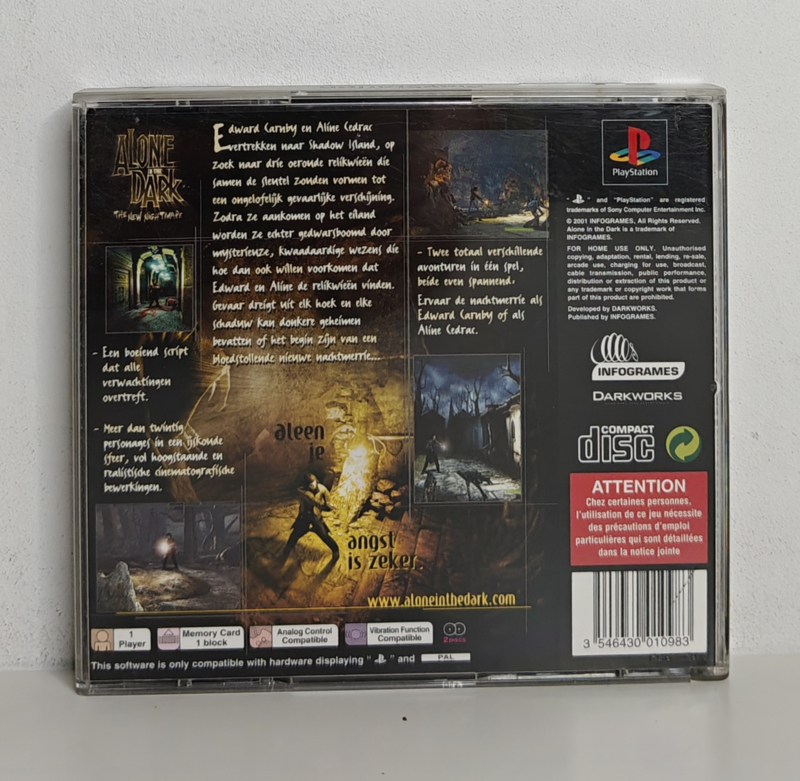 ALONE
IN THE
DARK
THE NEW NIGHTMARE
Edward Carnby en Aline Cedrac
vertrekken naar Shadow Island, op
zoek naar drie oeroude relikwieën die
samen de sleutel zouden vormen tot
een ongelofelijk gevaarlijke verschijning.
Zodra ze aankomen op het eiland
worden ze echter gedwarsboomd door
mysterieuze, kwaadaardige wezens die
hoe dan ook willen voorkomen dat
Edward en Aline de relikwieën vinden.
Gevaar dreigt uit elk hoek en elke
schaduw kan donkere geheimen
bevatten of het begin zijn van een
bloedstollende nieuwe nachtmerrie...
- Een boeiend script
dat alle
verwachtingen
overtreft.
- Meer dan twintig
personages in een ijskoude
sfeer, vol hoogstaande en
realistische cinematografische
bewerkingen.
- Twee totaal verschillende
avonturen in één spel,
beide even spannend.
Ervaar de nachtmerrie als
Edward Carnby of als
Aline Cedrac.
aleen
je
angst
is zeker.
www.aloneinthedark.com
PlayStation
" " and "PlayStation" are registered
trademarks of Sony Computer Entertainment Inc.
© 2001 INFOGRAMES, All Rights Reserved.
Alone in the Dark is a trademark of
INFOGRAMES.
FOR HOME USE ONLY. Unauthorised
copying, adaptation, rental, lending, re-sale,
arcade use, charging for use, broadcast,
cable transmission, public performance,
distribution or extraction of this product or
any trademark or copyright work that forms
part of this product are prohibited.
Developed by DARKWORKS.
Published by INFOGRAMES.
INFOGRAMES
DARKWORKS
COMPACT
disc
ATTENTION
Chez certaines personnes,
l'utilisation de ce jeu nécessite
des précautions d'emploi
particulières qui sont détaillées
dans la notice jointe
3 546430 010983
1
Player
Memory Card
1 block
Analog Control
Compatible
Vibration Function
Compatible
2 Discs
This software is only compatible with hardware displaying " " and PAL